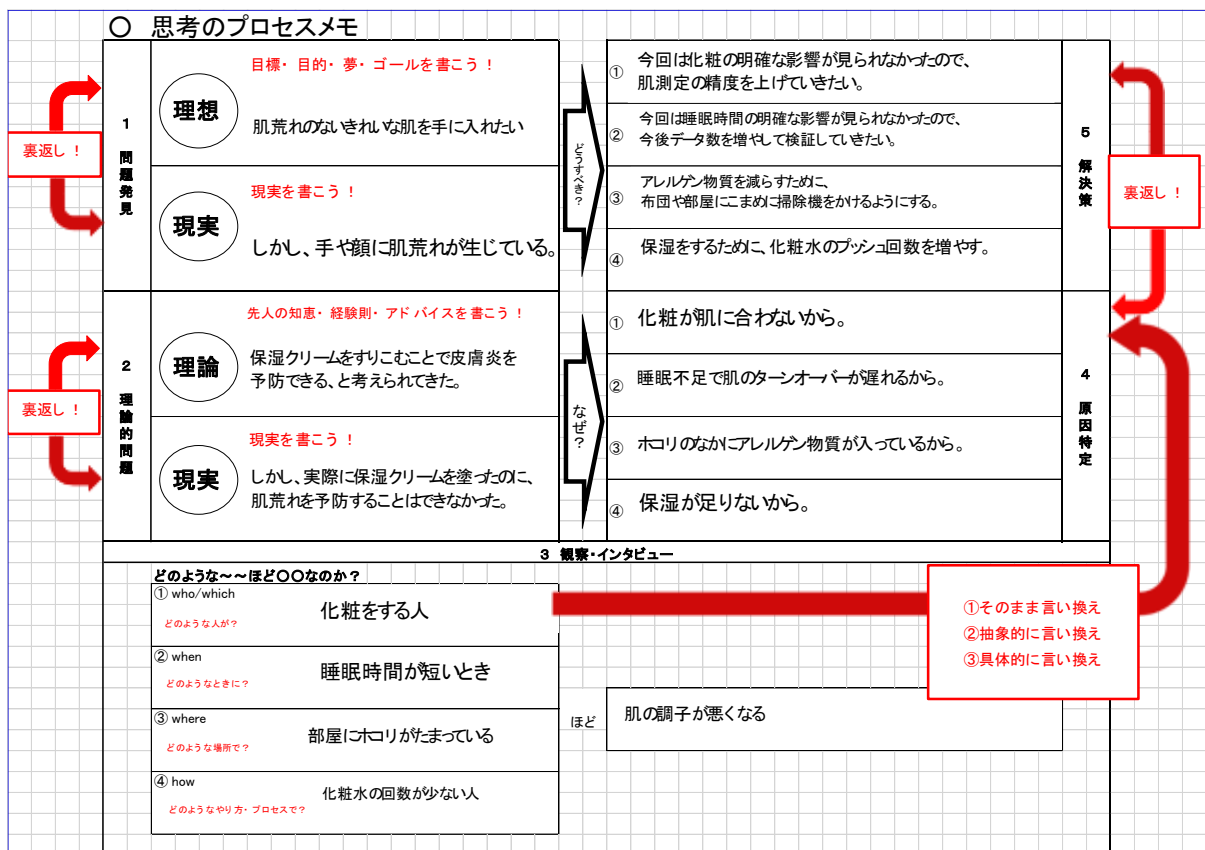 ○ 思考のプロセスメモ
裏返し！
1 問題発見
理想
目標・目的・夢・ゴールを書こう！
肌荒れのないきれいな肌を手に入れたい
現実
現実を書こう！
しかし、手や顔に肌荒れが生じている。
どうすべき？
① 今回は化粧の明確な影響が見られなかったので、
肌測定の精度を上げていきたい。
② 今回は睡眠時間の明確な影響が見られなかったので、
今後データ数を増やして検証していきたい。
③ アレルゲン物質を減らすために、
布団や部屋にこまめに掃除機をかけるようにする。
④ 保湿をするために、化粧水のプッシュ回数を増やす。
5 解決策
裏返し！
裏返し！
2 理論的問題
理論
先人の知恵・経験則・アドバイスを書こう！
保湿クリームをすりこむことで皮膚炎を
予防できる、と考えられてきた。
現実
現実を書こう！
しかし、実際に保湿クリームを塗ったのに、
肌荒れを予防することはできなかった。
なぜ？
① 化粧が肌に合わないから。
② 睡眠不足で肌のターンオーバーが遅れるから。
③ ホコリのなかにアレルゲン物質が入っているから。
④ 保湿が足りないから。
4 原因特定
3 観察・インタビュー
どのような～～ほど〇〇なのか？
① who/which
どのような人が？
化粧をする人
② when
どのようなときに？
睡眠時間が短いとき
③ where
どのような場所で？
部屋にホコリがたまっている
④ how
どのようなやり方・プロセスで？
化粧水の回数が少ない人
ほど
肌の調子が悪くなる
①そのまま言い換え
②抽象的に言い換え
③具体的に言い換え